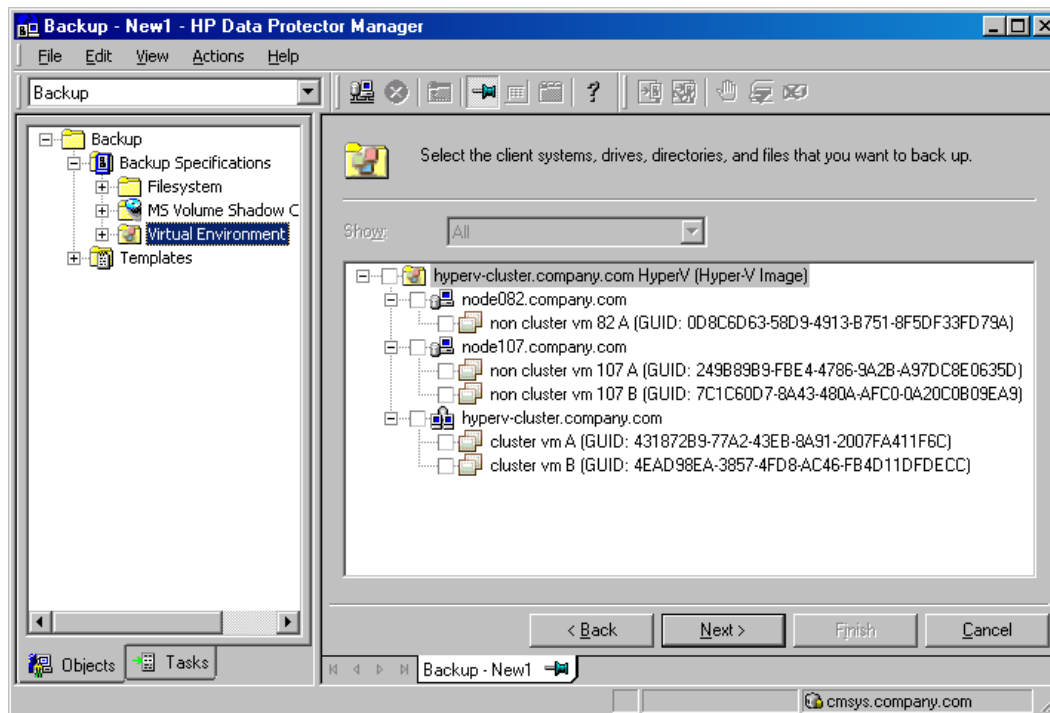 Backup - New1 - HP Data Protector Manager
File Edit View Actions Help
Backup
Backup
Backup Specifications
Filesystem
MS Volume Shadow C
Virtual Environment
Templates
Objects Tasks
Select the client systems, drives, directories, and files that you want to back up.
Show: All
hyperv-cluster.company.com HyperV (Hyper-V Image)
node082.company.com
non cluster vm 82 A (GUID: 0D8C6D63-58D9-4913-B751-8F5DF33FD79A)
node107.company.com
non cluster vm 107 A (GUID: 249B89B9-FBE4-4786-9A2B-A97DC8E0635D)
non cluster vm 107 B (GUID: 7C1C60D7-8A43-480A-AFC0-0A20C0B09EA9)
hyperv-cluster.company.com
cluster vm A (GUID: 431872B9-77A2-43EB-8A91-2007FA411F6C)
cluster vm B (GUID: 4EAD98EA-3857-4FD8-AC46-FB4D11DFDECC)
< Back Next > Finish Cancel
Backup - New1
cmsys.company.com